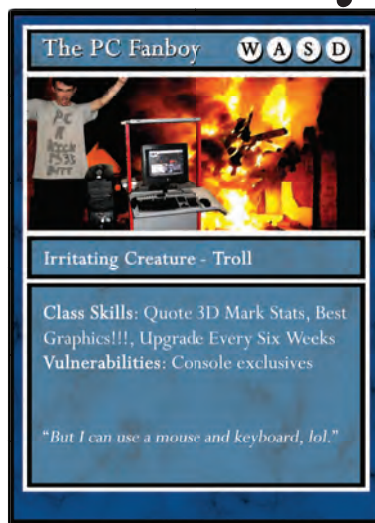 The PC Fanboy W A S D
PC
R
Irritating Creature - Troll
Class Skills: Quote 3D Mark Stats, Best
Graphics!!!, Upgrade Every Six Weeks
Vulnerabilities: Console exclusives
“But I can use a mouse and keyboard, lol.”